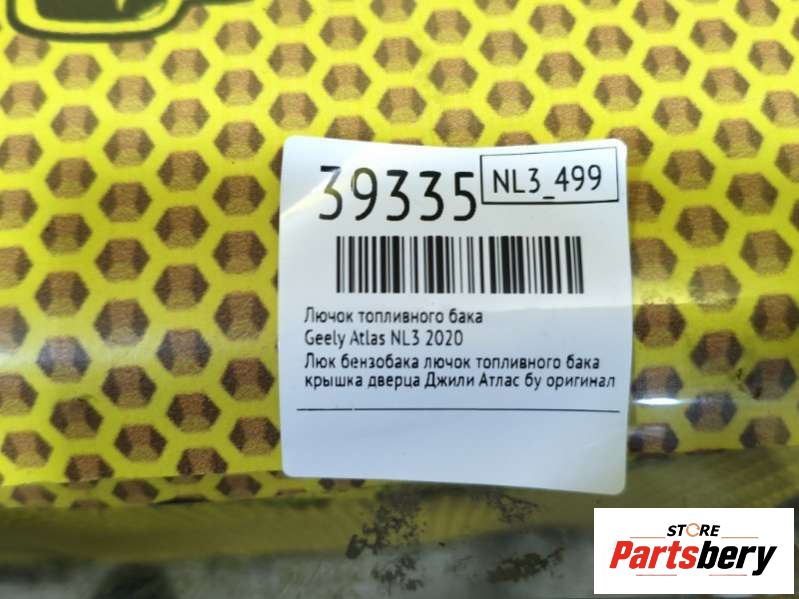 39335
NL3_499
Лючок топливного бака
Geely Atlas NL3 2020
Люк бензобака лючок топливного бака
крышка дверца Джили Атлас бу оригинал
STORE
Partsbery